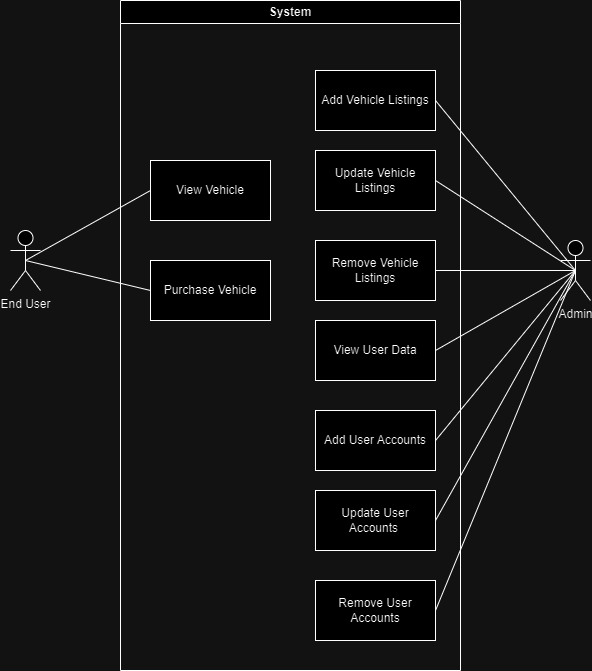 System
Add Vehicle Listings
Update Vehicle
Listings
View Vehicle
Remove Vehicle
Listings
Purchase Vehicle
End User
Admin
View User Data
Add User Accounts
Update User
Accounts
Remove User
Accounts